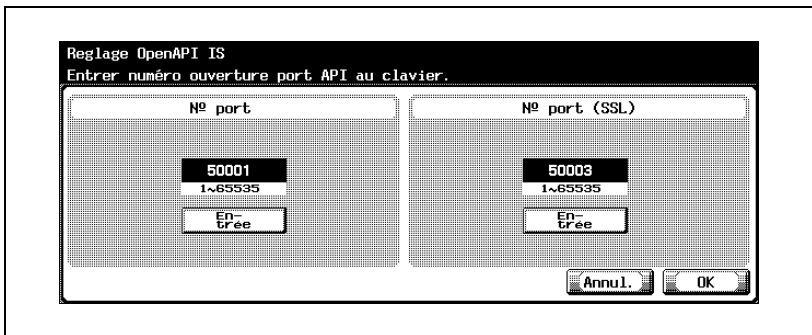 Reglage OpenAPI IS
Entrer numéro ouverture port API au clavier.
Nº port
Nº port (SSL)
50001
50003
1~65535
1~65535
En-
trée
En-
trée
Annul.
OK